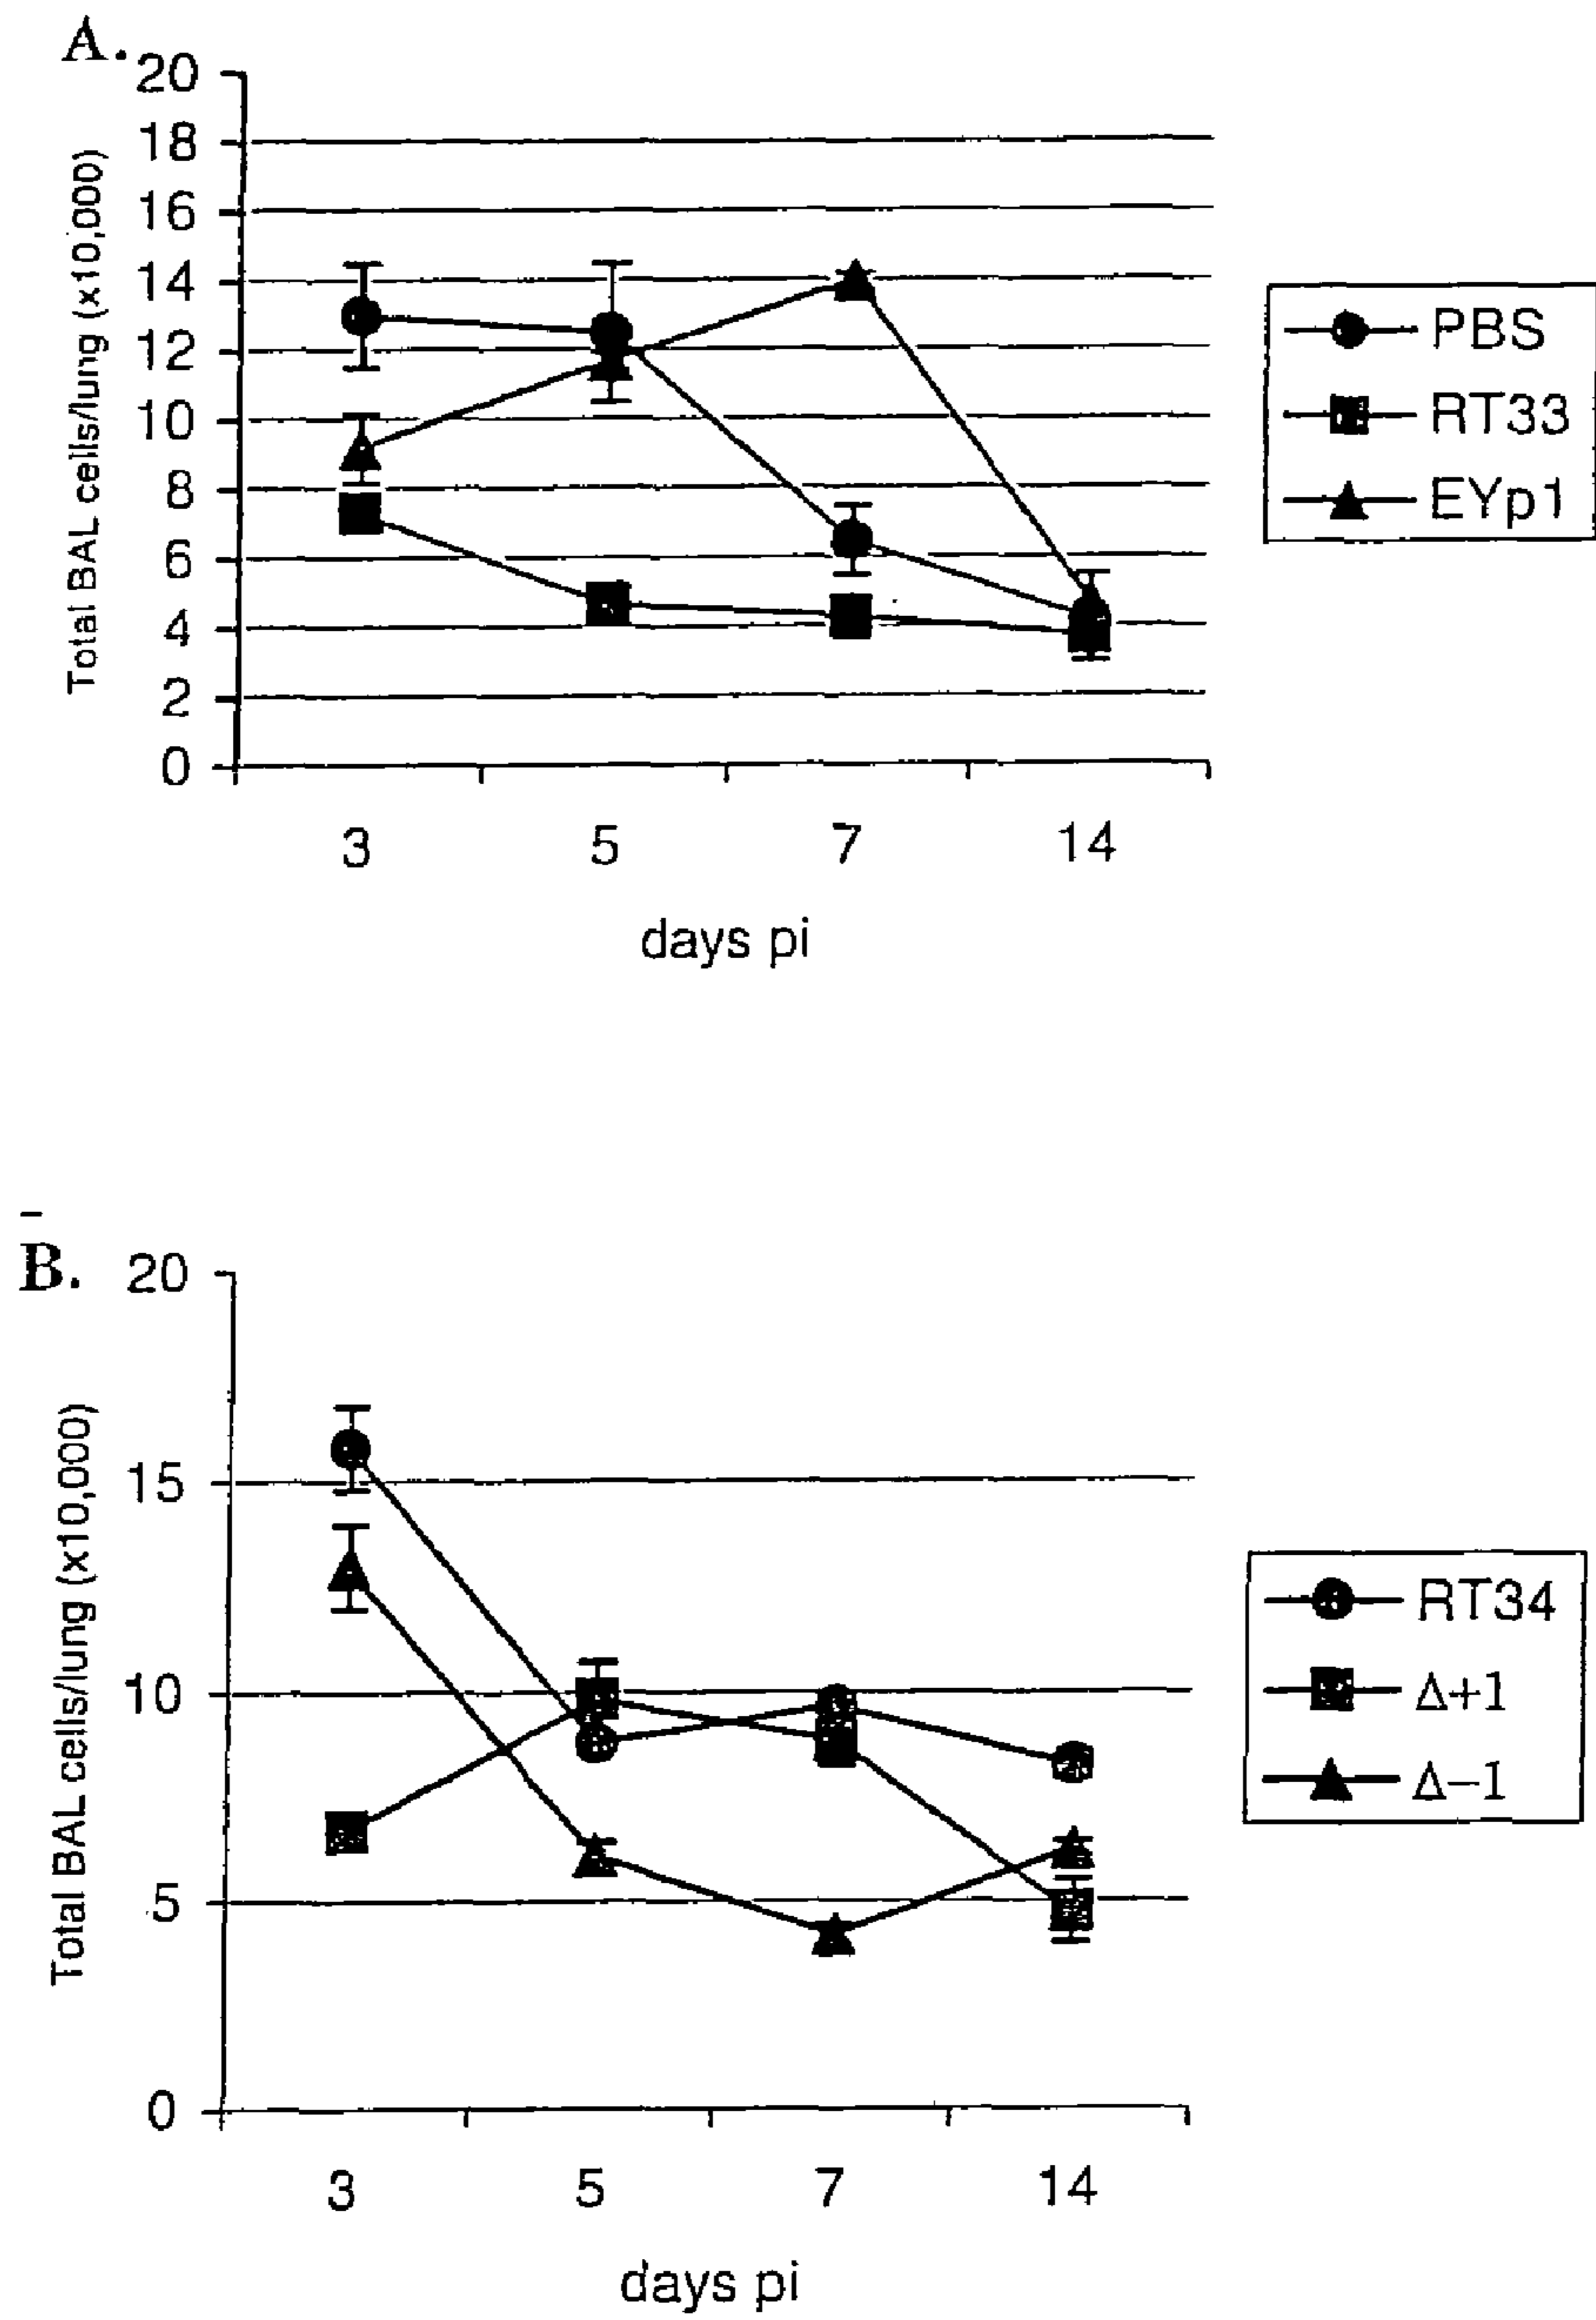 A.
Total BAL cells/lung (x10,000)
20
18
16
14
12
10
8
6
4
2
0
3 5 7 14
days pi
PBS
RT33
EYp1
B.
Total BAL cells/lung (x10,000)
20
15
10
5
0
3 5 7 14
days pi
RT34
Δ+1
Δ−1